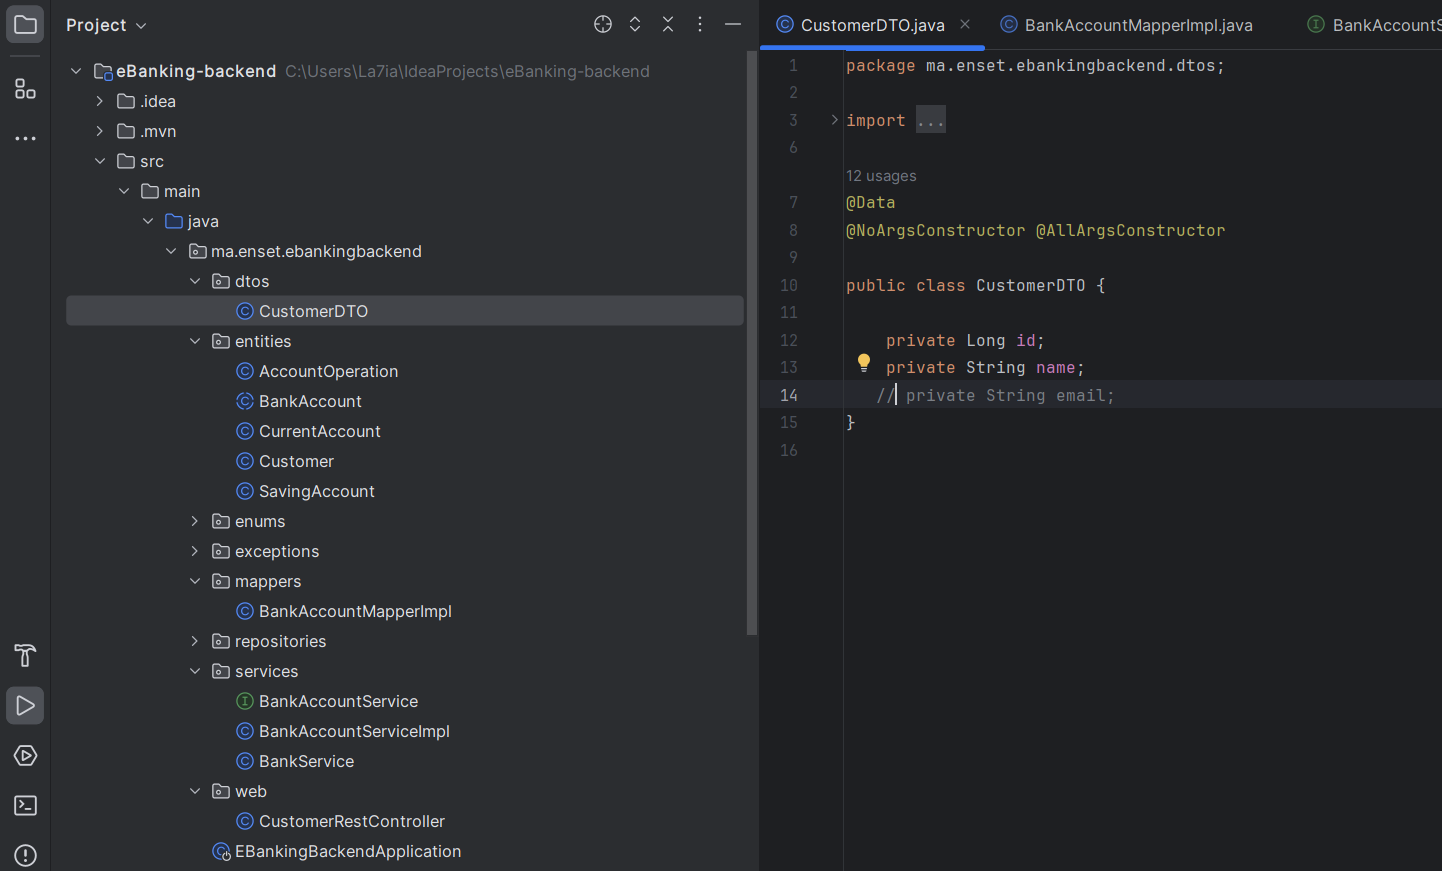 Project
eBanking-backend C:\Users\La7ia\IdeaProjects\eBanking-backend
.idea
.mvn
src
main
java
ma.enset.ebankingbackend
dtos
CustomerDTO
entities
AccountOperation
BankAccount
CurrentAccount
Customer
SavingAccount
enums
exceptions
mappers
BankAccountMapperImpl
repositories
services
BankAccountService
BankAccountServiceImpl
BankService
web
CustomerRestController
EBankingBackendApplication
CustomerDTO.java BankAccountMapperImpl.java BankAccountS
1 package ma.enset.ebankingbackend.dtos;
2
3 import ...
6
12 usages
7 @Data
8 @NoArgsConstructor @AllArgsConstructor
9
10 public class CustomerDTO {
11
12 private Long id;
13 private String name;
14 // private String email;
15 }
16